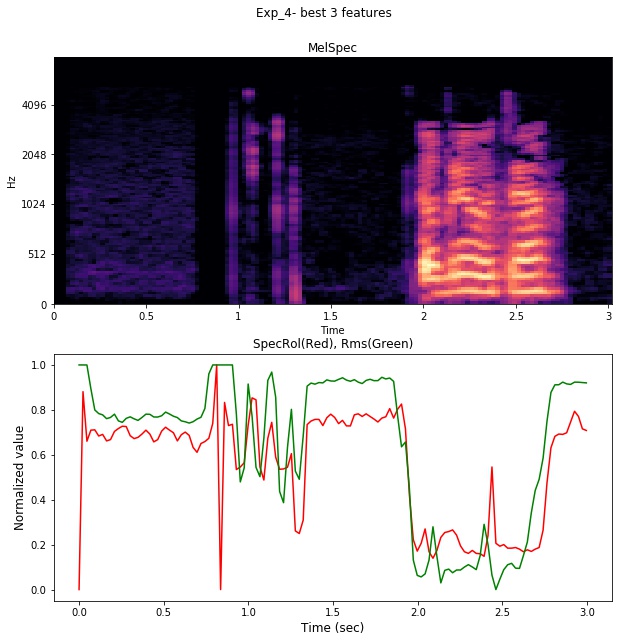 Exp_4- best 3 features
MelSpec
4096
2048
1024
512
0
Hz
0 0.5 1 1.5 2 2.5 3
Time
SpecRol(Red), Rms(Green)
1.0
0.8
0.6
0.4
0.2
0.0
Normalized value
0.0 0.5 1.0 1.5 2.0 2.5 3.0
Time (sec)